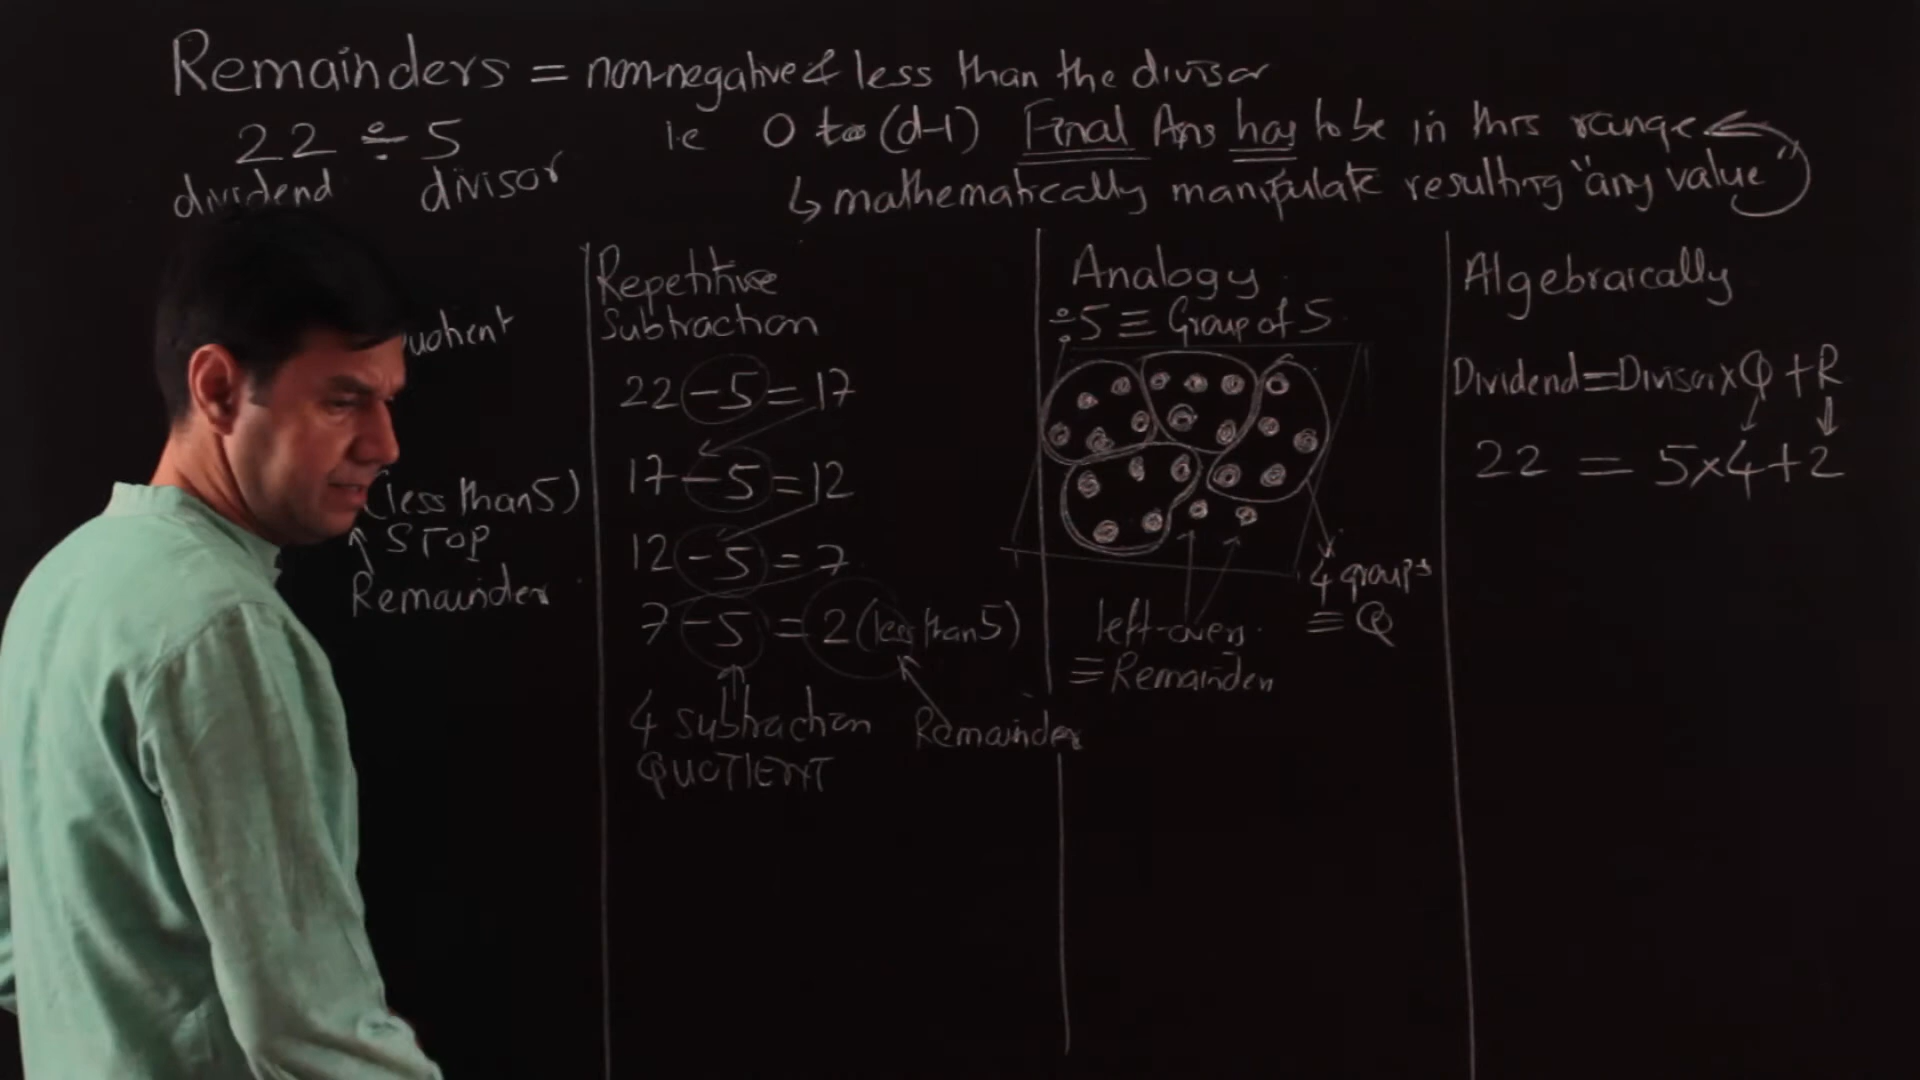 Remainders = non-negative & less than the divisor
22 ÷ 5
dividend divisor
i.e 0 to (d-1) Final Ans has to be in this range
↳ mathematically manipulate resulting "any value"
uotient
(less than 5)
STOP
Remainder
Repetitive
Subtraction
22 - 5 = 17
17 - 5 = 12
12 - 5 = 7
7 - 5 = 2 (less than 5)
4 subtraction
QUOTIENT
Remainder
Analogy
÷5 ≡ Group of 5
4 groups
≡ Q
left-overs
≡ Remainder
Algebraically
Dividend = Divisor x Q + R
22 = 5x4+2